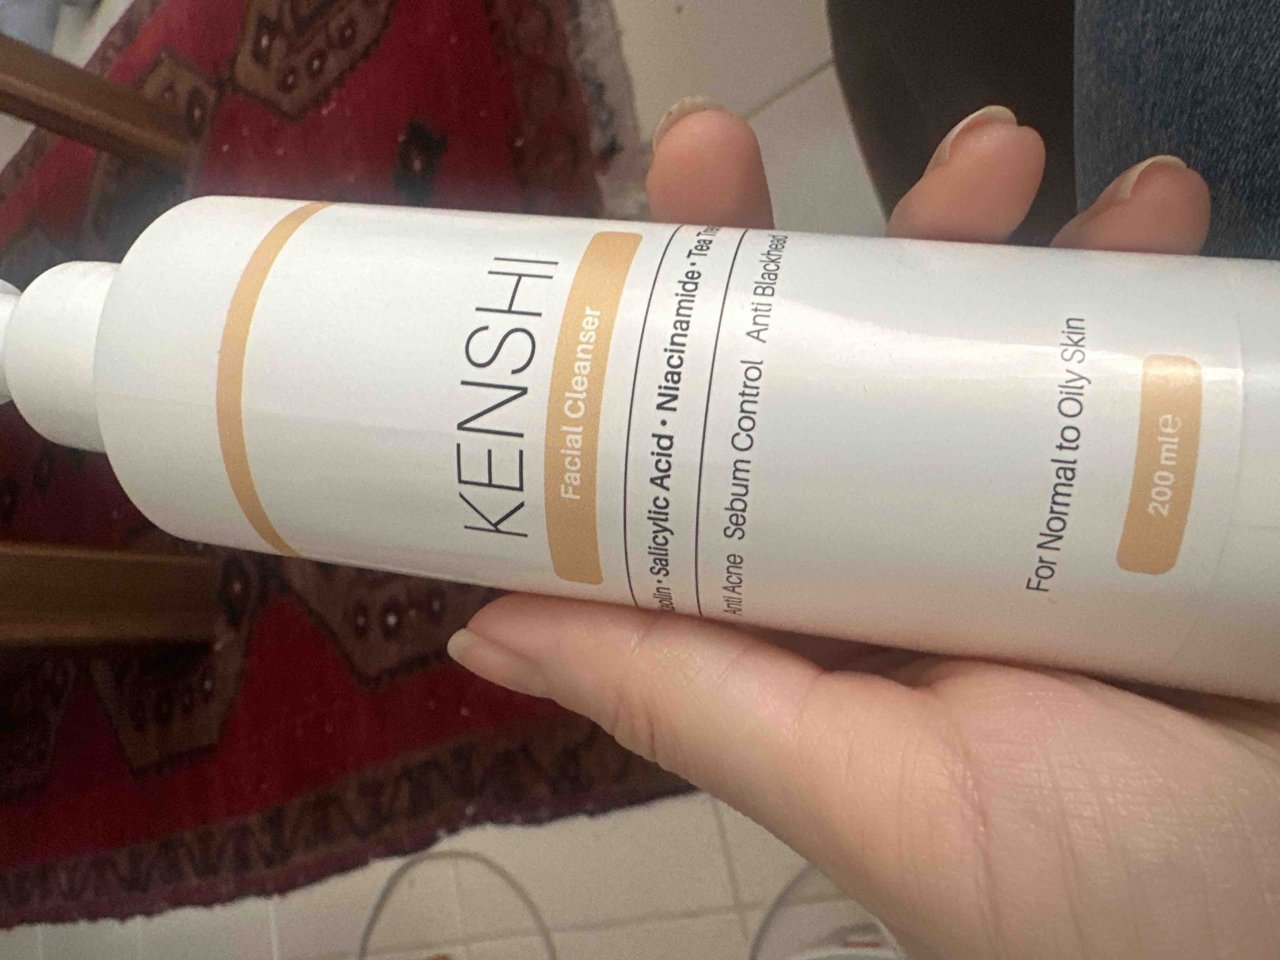 KENSHI
Facial Cleanser
Salicylic Acid • Niacinamide • Tea
Anti Acne Sebum Control Anti Blackhead
For Normal to Oily Skin
200 ml e